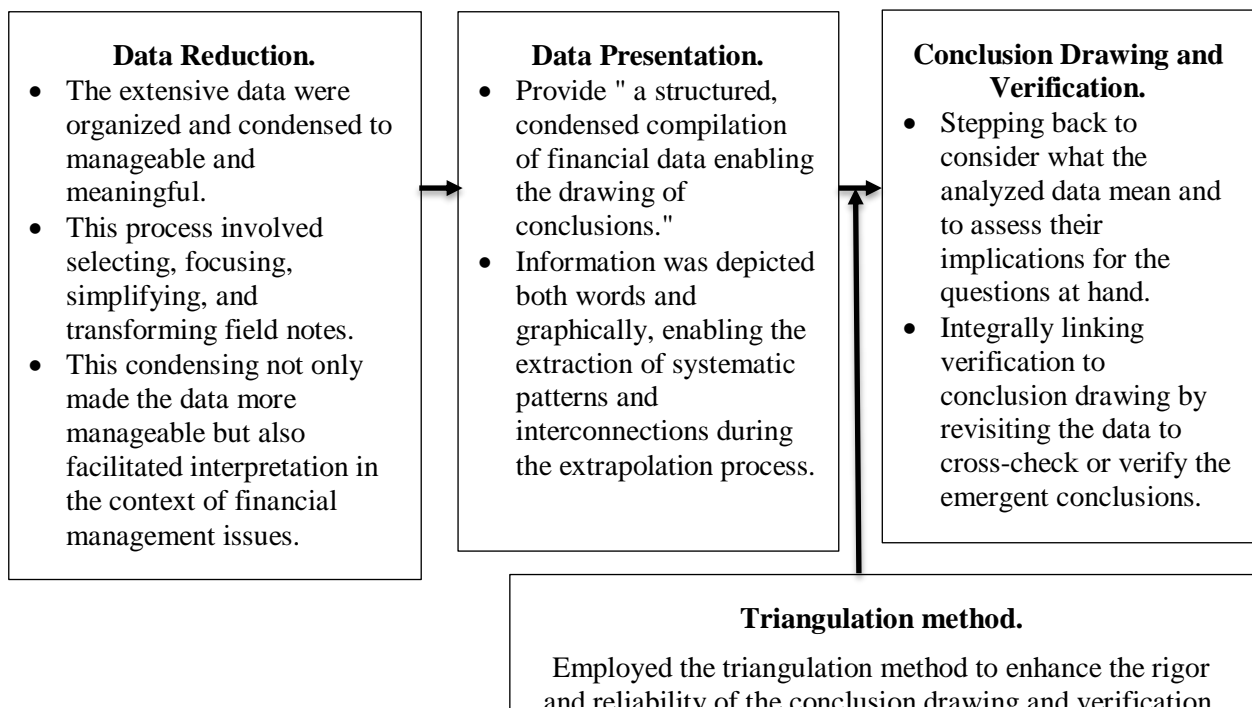 Data Reduction.
• The extensive data were
organized and condensed to
manageable and
meaningful.
• This process involved
selecting, focusing,
simplifying, and
transforming field notes.
• This condensing not only
made the data more
manageable but also
facilitated interpretation in
the context of financial
management issues.
Data Presentation.
• Provide " a structured,
condensed compilation
of financial data enabling
the drawing of
conclusions."
• Information was depicted
both words and
graphically, enabling the
extraction of systematic
patterns and
interconnections during
the extrapolation process.
Conclusion Drawing and
Verification.
• Stepping back to
consider what the
analyzed data mean and
to assess their
implications for the
questions at hand.
• Integrally linking
verification to
conclusion drawing by
revisiting the data to
cross-check or verify the
emergent conclusions.
Triangulation method.
Employed the triangulation method to enhance the rigor
and reliability of the conclusion drawing and verification